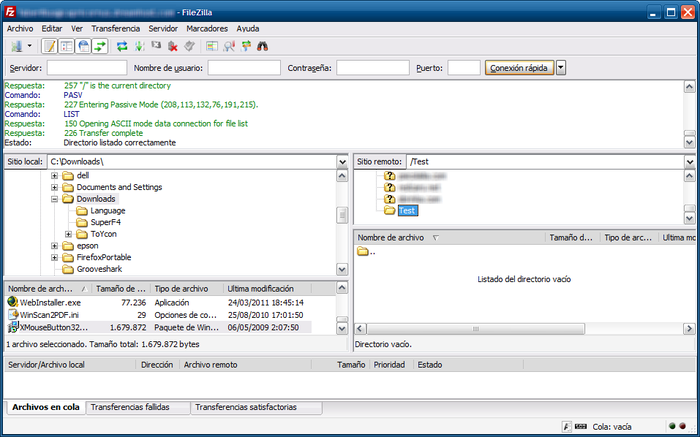 - FileZilla
Archivo Editar Ver Transferencia Servidor Marcadores Ayuda
Servidor: Nombre de usuario: Contraseña: Puerto: Conexión rápida
Respuesta: 257 "/" is the current directory
Comando: PASV
Respuesta: 227 Entering Passive Mode (208,113,132,76,191,215).
Comando: LIST
Respuesta: 150 Opening ASCII mode data connection for file list
Respuesta: 226 Transfer complete
Estado: Directorio listado correctamente
Sitio local: C:\Downloads\
dell
Documents and Settings
Downloads
Language
SuperF4
ToYcon
epson
FirefoxPortable
Grooveshark
Nombre de arch... Tamaño de ... Tipo de archivo Ultima modificación
WebInstaller.exe 77.236 Aplicación 24/03/2011 18:45:14
WinScan2PDF.ini 29 Opciones de co... 25/08/2010 17:01:50
XMouseButton32... 1.679.872 Paquete de Win... 06/05/2009 2:07:50
1 archivo seleccionado. Tamaño total: 1.679.872 bytes
Sitio remoto: /Test
Test
Nombre de archivo Tamaño d... Tipo de arc... Ultima mo
..
Listado del directorio vacío
Directorio vacío.
Servidor/Archivo local Dirección Archivo remoto Tamaño Prioridad Estado
Archivos en cola Transferencias fallidas Transferencias satisfactorias
Cola: vacía